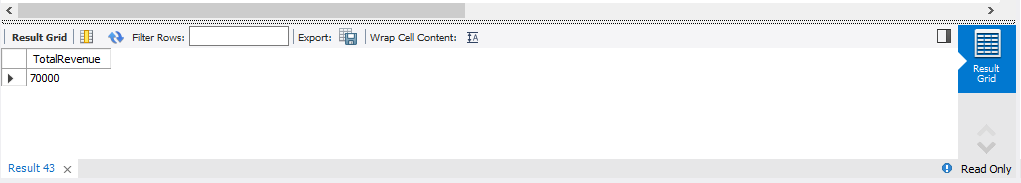 Result Grid Filter Rows: Export: Wrap Cell Content:
TotalRevenue
70000
Result
Grid
Result 43 Read Only